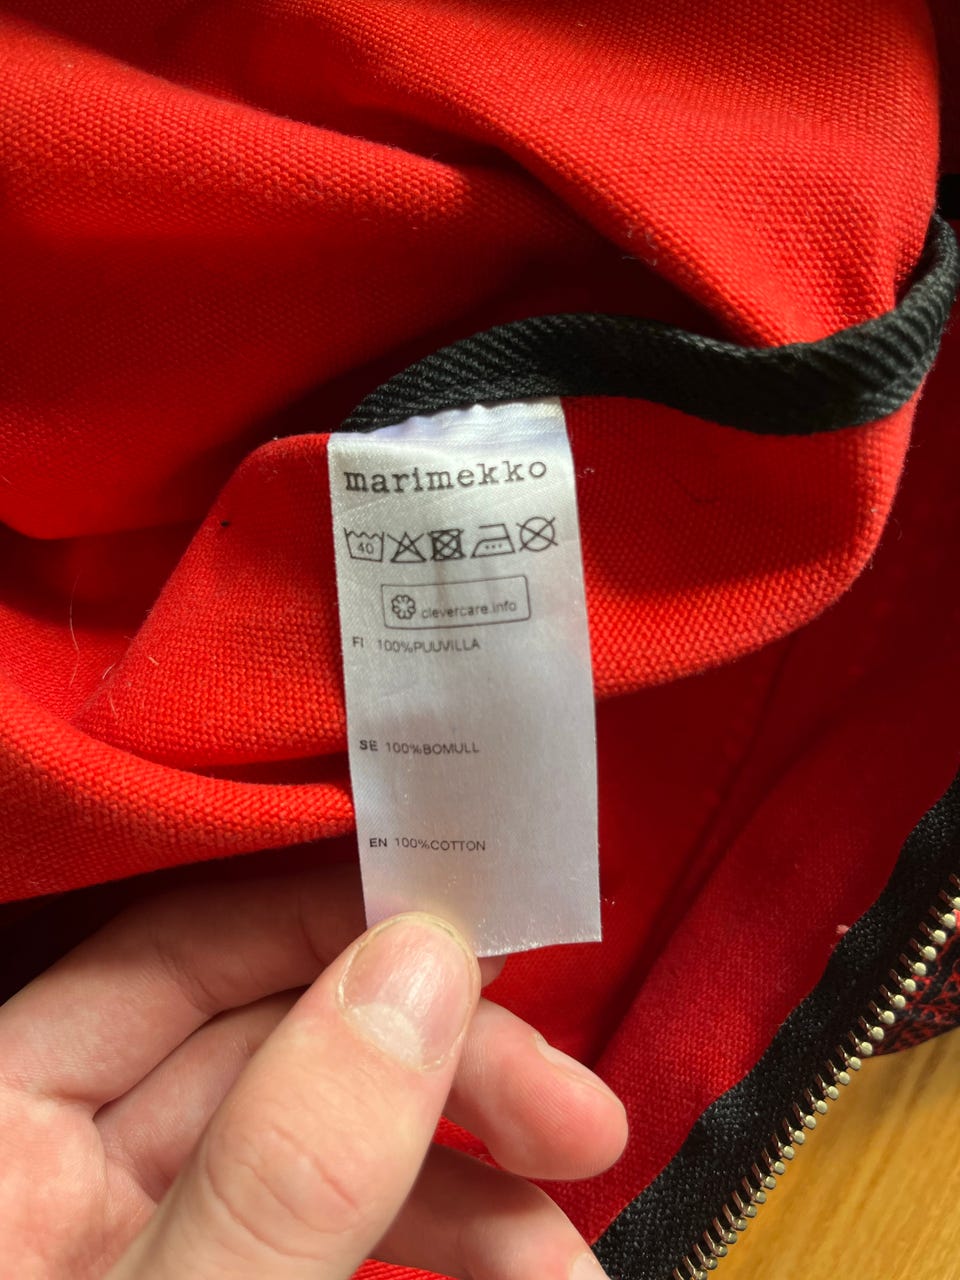 marimekko
40
clevercare.info
FI 100%PUUVILLA
SE 100%BOMULL
EN 100%COTTON